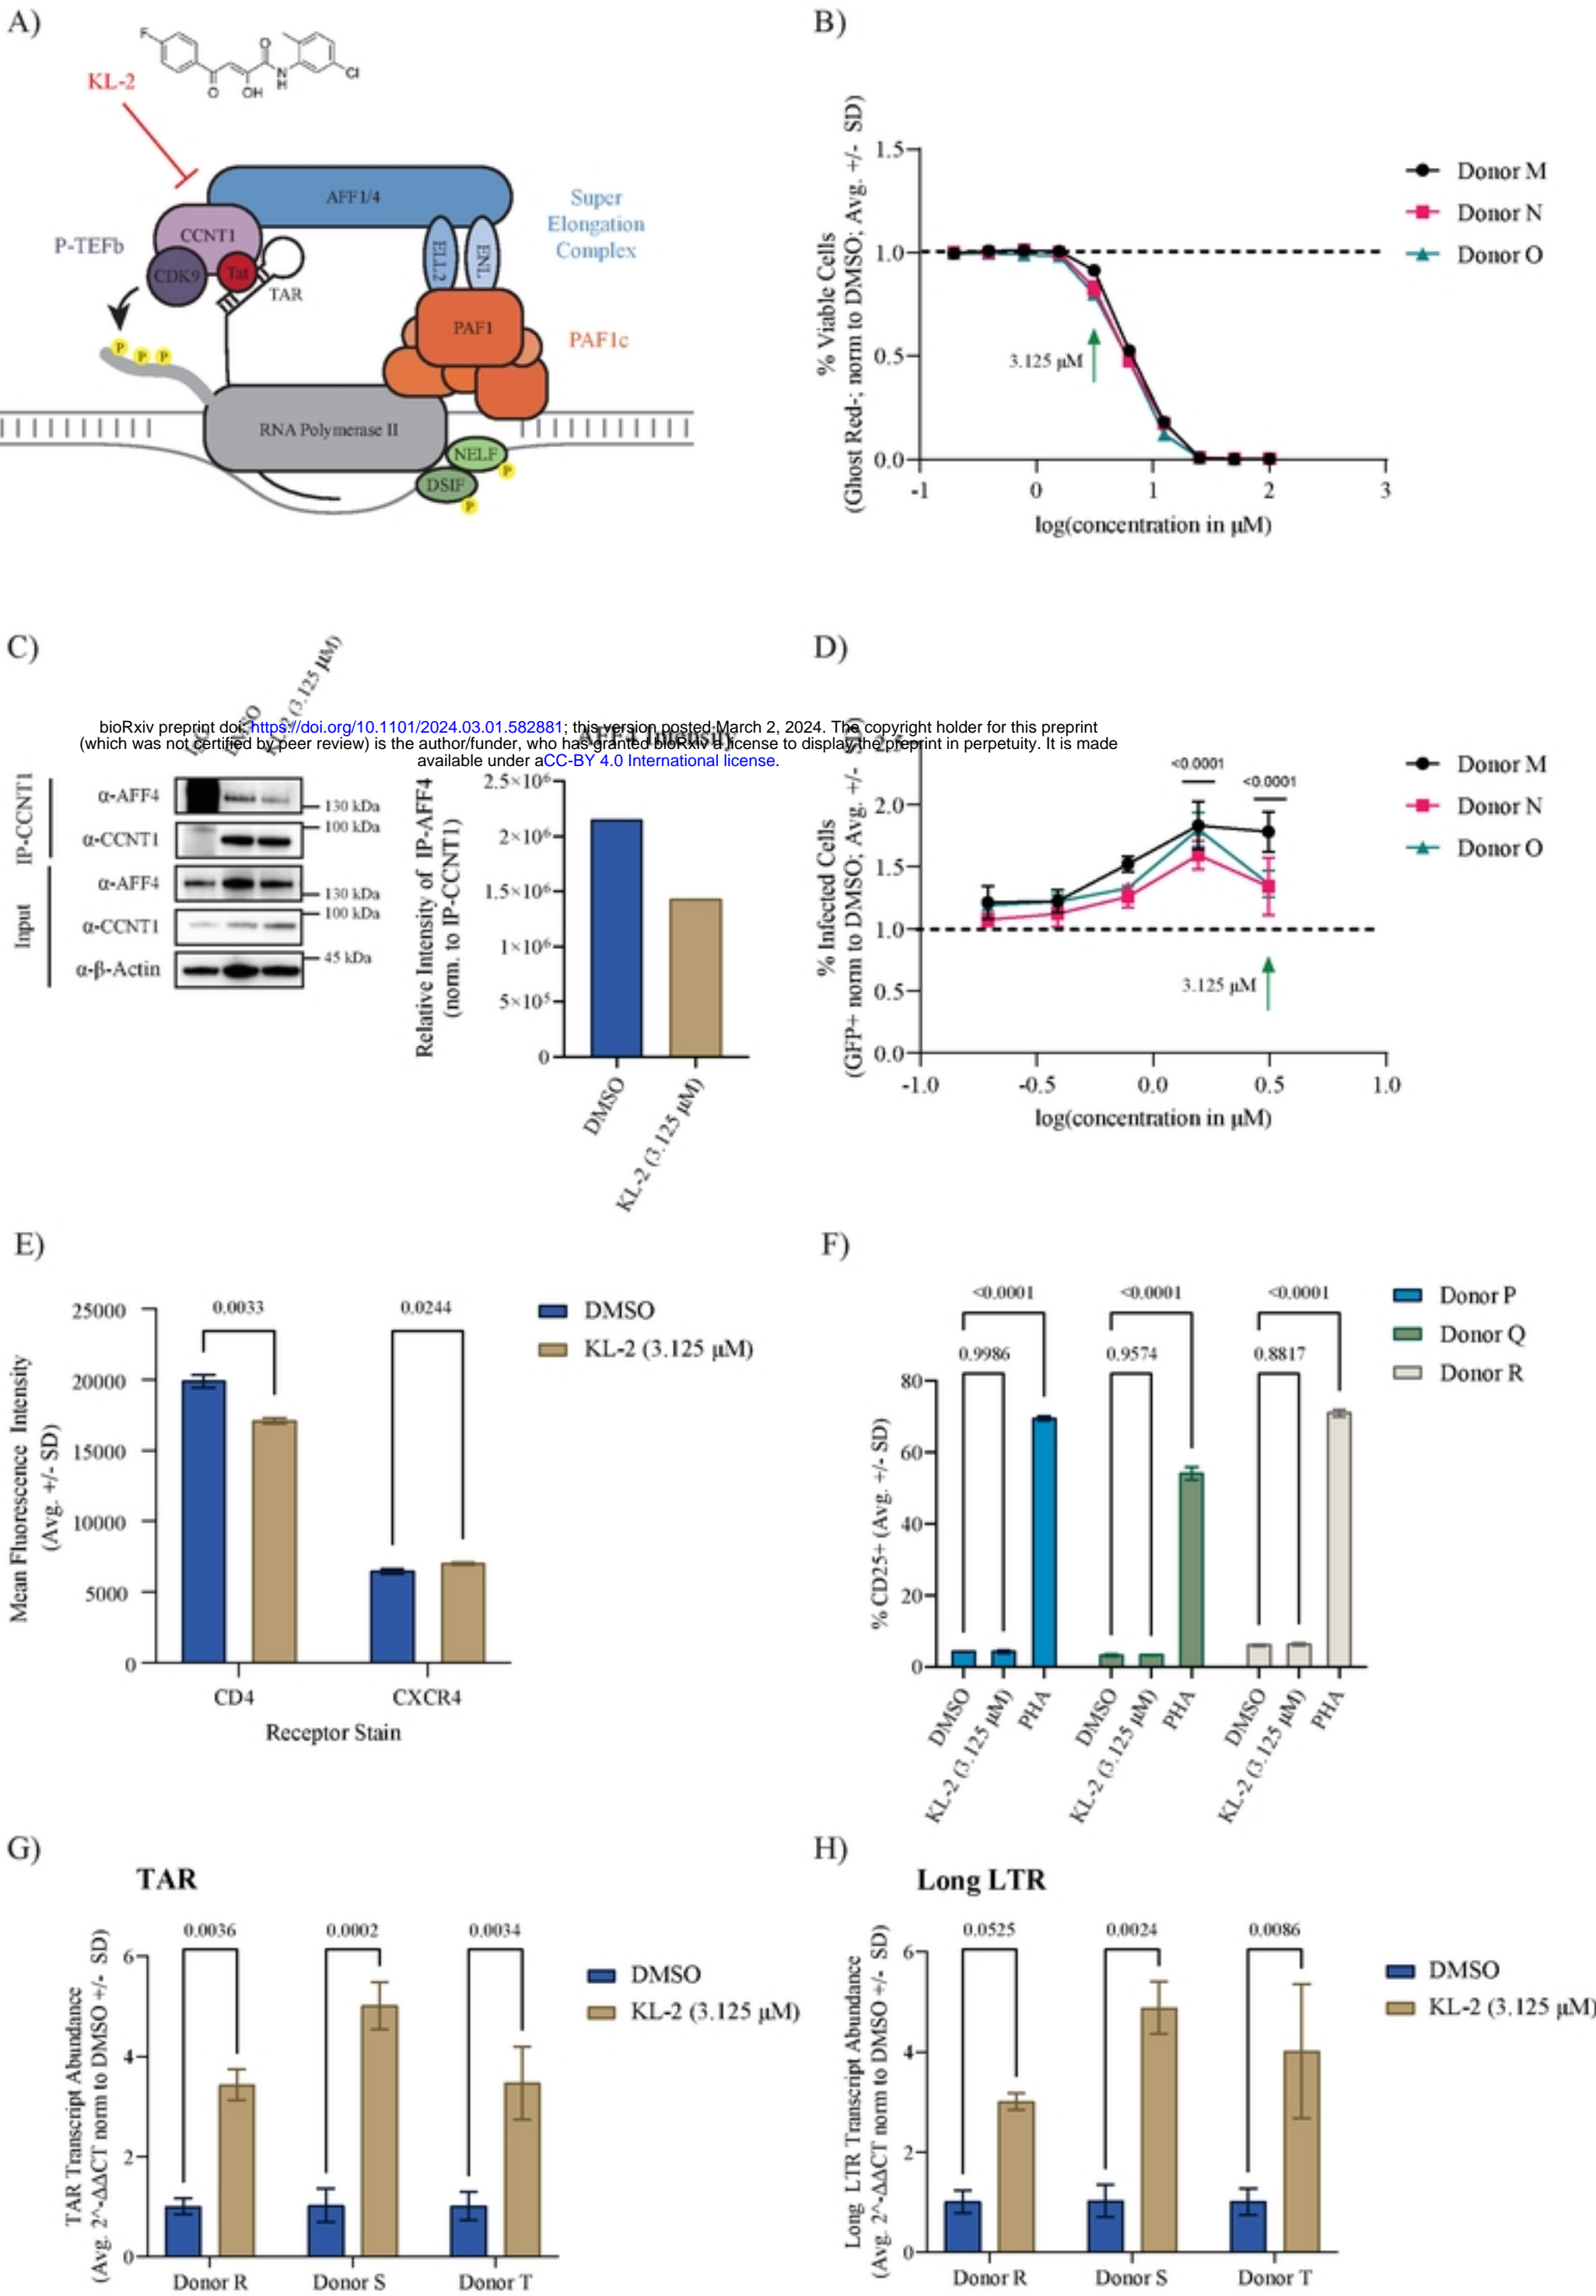 A)
F
O
OH
O
N
H
Cl
KL-2
AFF1/4
Super
Elongation
Complex
P-TEFb
CCNT1
CDK9
Tat
TAR
ELL2
ENL
PAF1
PAF1c
P
P
P
RNA Polymerase II
NELF
P
DSIF
P
B)
% Viable Cells
(Ghost Red-; norm to DMSO; Avg. +/- SD)
1.5
1.0
0.5
0.0
3.125 µM
-1
0
1
2
3
log(concentration in µM)
Donor M
Donor N
Donor O
C)
DMSO
KL-2 (3.125 µM)
bioRxiv preprint doi: https://doi.org/10.1101/2024.03.01.582881; this version posted March 2, 2024. The copyright holder for this preprint
(which was not certified by peer review) is the author/funder, who has granted bioRxiv a license to display the preprint in perpetuity. It is made
available under aCC-BY 4.0 International license.
IP-CCNT1
α-AFF4
130 kDa
α-CCNT1
100 kDa
Input
α-AFF4
130 kDa
α-CCNT1
100 kDa
α-β-Actin
45 kDa
AFF4 Intensity
Relative Intensity of IP-AFF4
(norm. to IP-CCNT1)
2.5×10⁶
2×10⁶
1.5×10⁶
1×10⁶
5×10⁵
0
DMSO
KL-2 (3.125 µM)
D)
% Infected Cells
(GFP+ norm to DMSO; Avg. +/- SD)
2.5
2.0
1.5
1.0
0.5
0.0
<0.0001
<0.0001
3.125 µM
-1.0
-0.5
0.0
0.5
1.0
log(concentration in µM)
Donor M
Donor N
Donor O
E)
Mean Fluorescence Intensity
(Avg. +/- SD)
25000
20000
15000
10000
5000
0
0.0033
0.0244
CD4
CXCR4
Receptor Stain
DMSO
KL-2 (3.125 µM)
F)
% CD25+ (Avg. +/- SD)
80
60
40
20
0
<0.0001
<0.0001
<0.0001
0.9986
0.9574
0.8817
DMSO
KL-2 (3.125 µM)
PHA
DMSO
KL-2 (3.125 µM)
PHA
DMSO
KL-2 (3.125 µM)
PHA
Donor P
Donor Q
Donor R
G)
TAR
TAR Transcript Abundance
(Avg. 2^-ΔΔCT norm to DMSO +/- SD)
6
4
2
0
0.0036
0.0002
0.0034
Donor R
Donor S
Donor T
DMSO
KL-2 (3.125 µM)
H)
Long LTR
Long LTR Transcript Abundance
(Avg. 2^-ΔΔCT norm to DMSO +/- SD)
6
4
2
0
0.0525
0.0024
0.0086
Donor R
Donor S
Donor T
DMSO
KL-2 (3.125 µM)